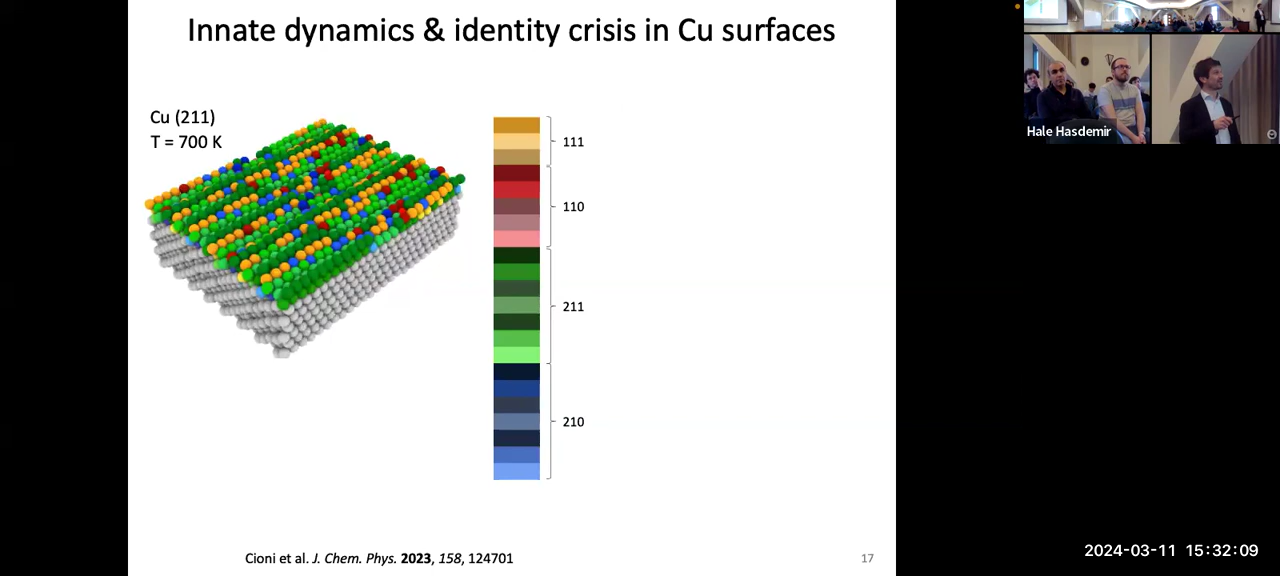 Innate dynamics & identity crisis in Cu surfaces
Cu (211)
T = 700 K
111
110
211
210
Cioni et al. J. Chem. Phys. 2023, 158, 124701
17
Hale Hasdemir
2024-03-11 15:32:09